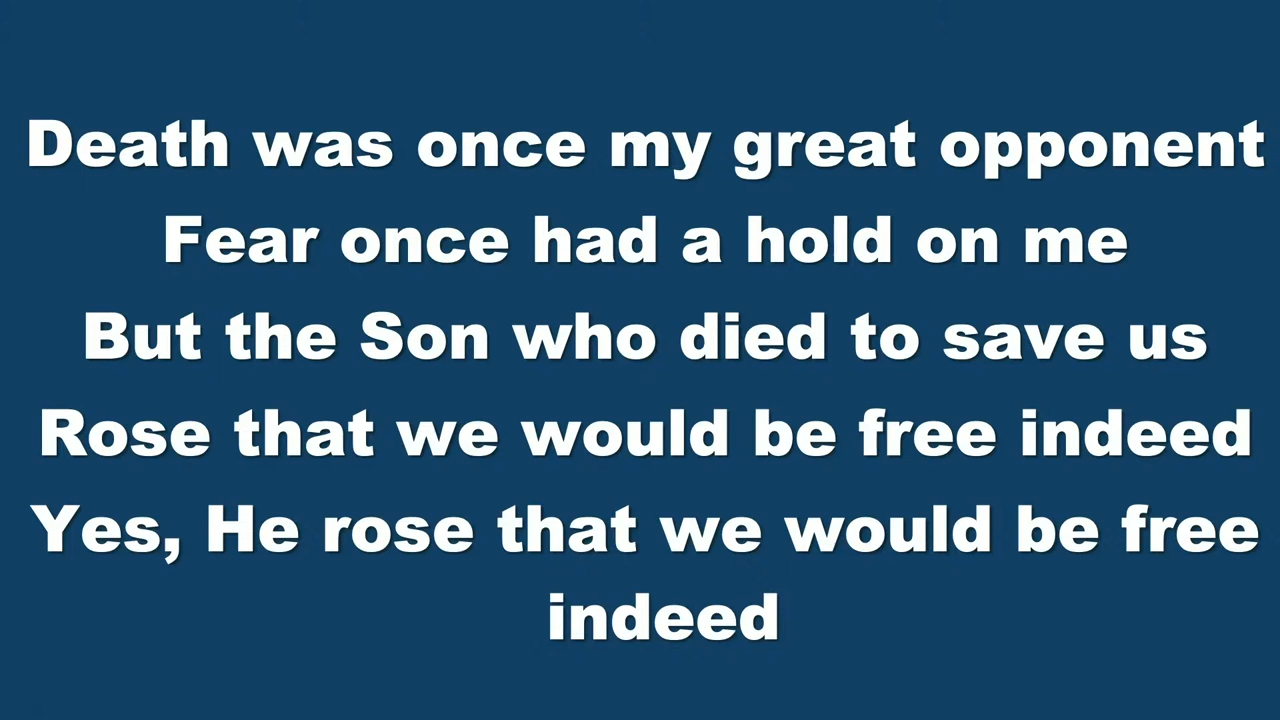 Death was once my great opponent
Fear once had a hold on me
But the Son who died to save us
Rose that we would be free indeed
Yes, He rose that we would be free
indeed